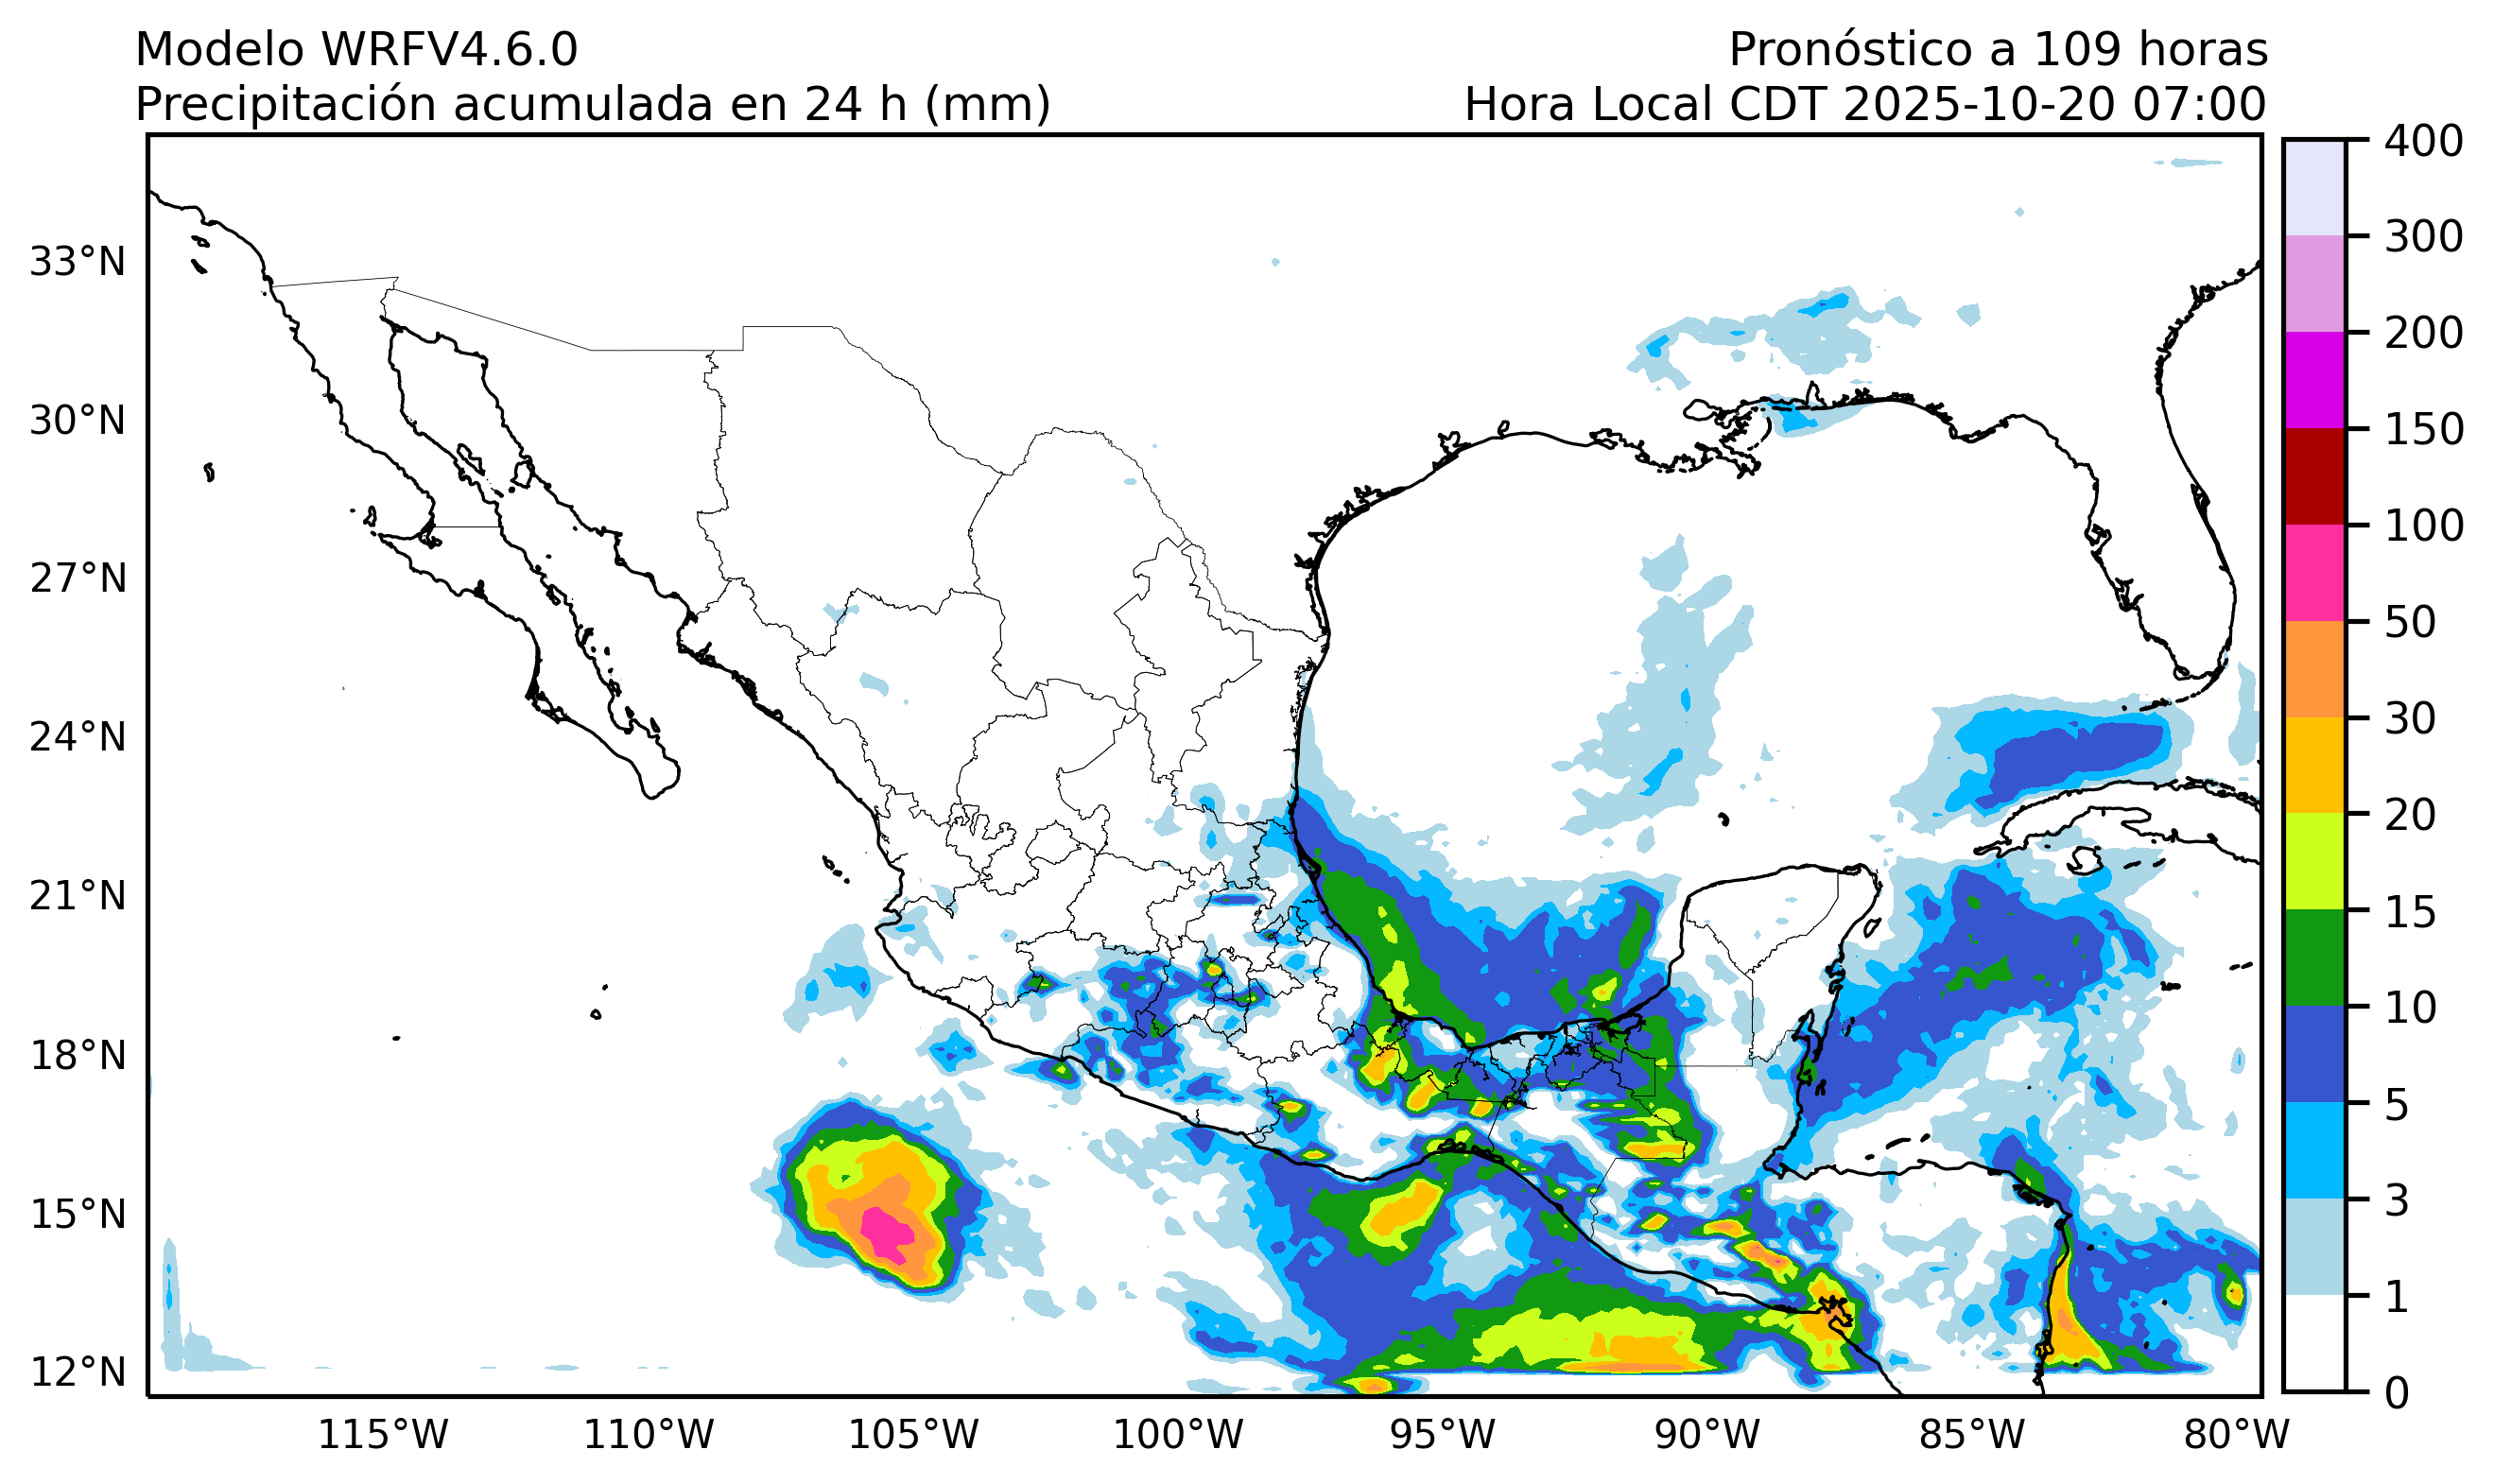 Modelo WRFV4.6.0
Pronóstico a 109 horas
Precipitación acumulada en 24 h (mm)
Hora Local CDT 2025-10-20 07:00
33°N
30°N
27°N
24°N
21°N
18°N
15°N
12°N
115°W
110°W
105°W
100°W
95°W
90°W
85°W
80°W
400
300
200
150
100
50
30
20
15
10
5
3
1
0